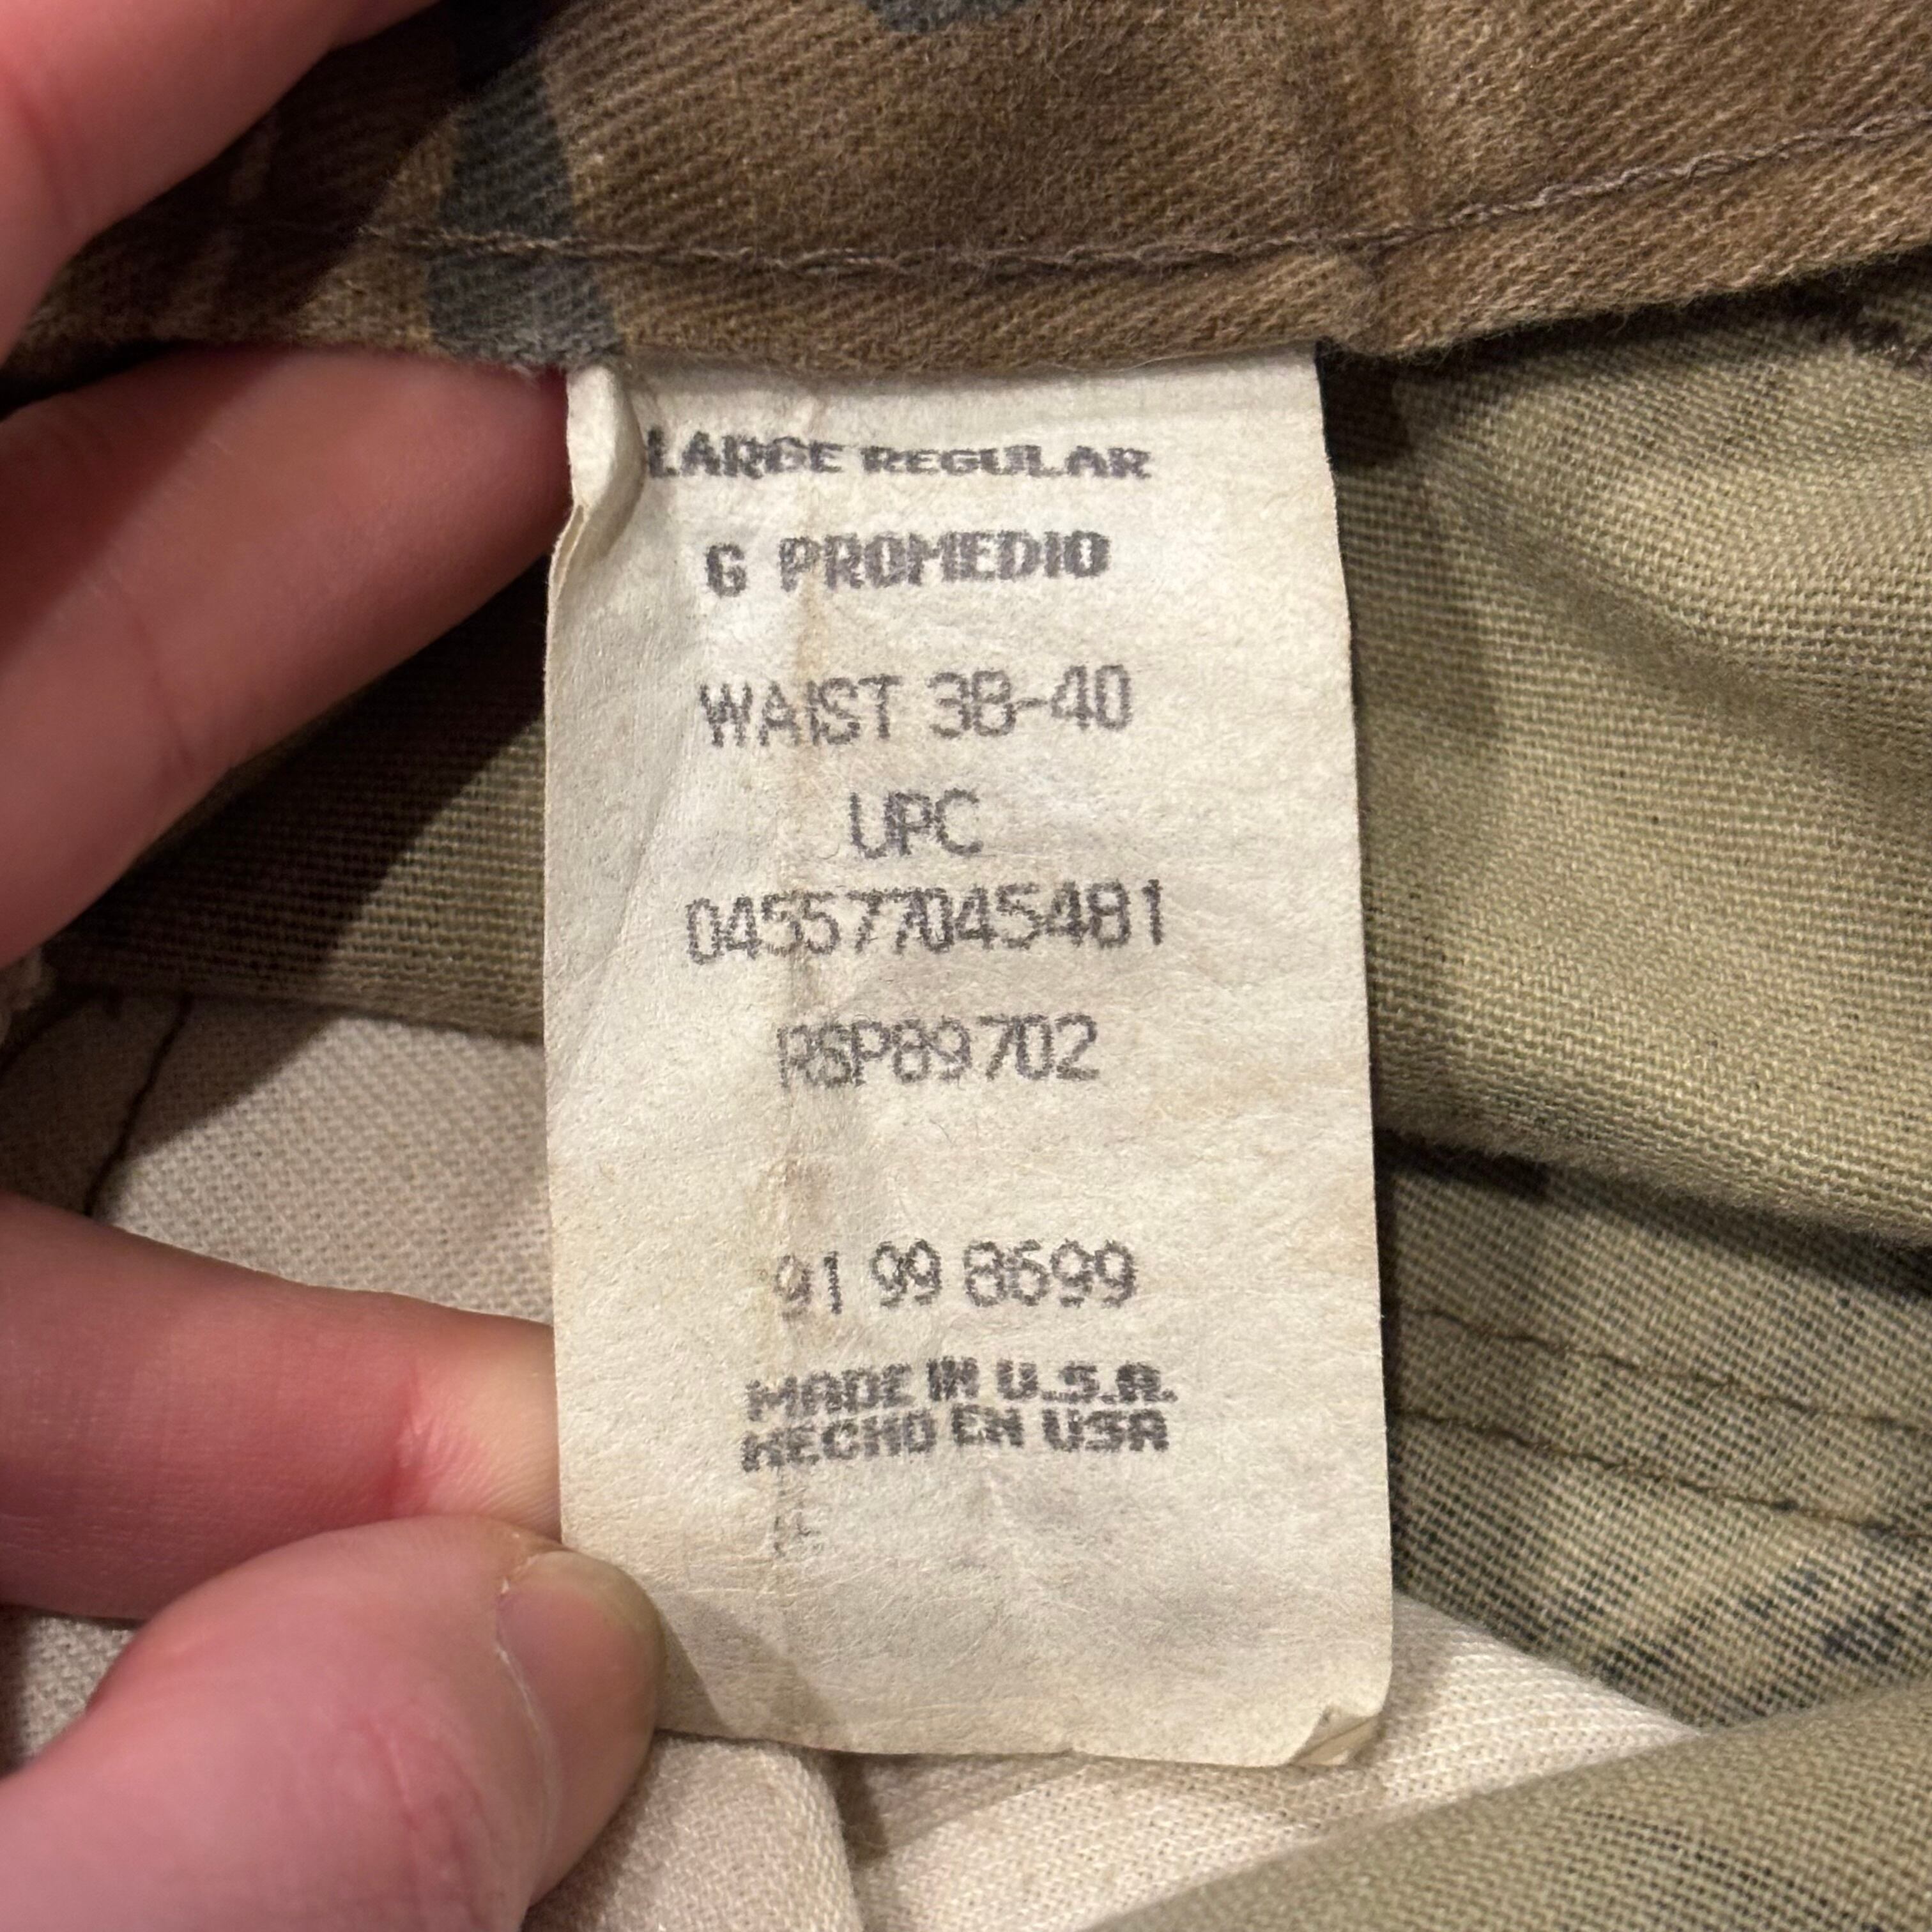 LARGE REGULAR
G PROMEDIO
WAIST 38-40
UPC
045577045481
RSP89702
91 99 8699
MADE IN U.S.A.
HECHO EN USA